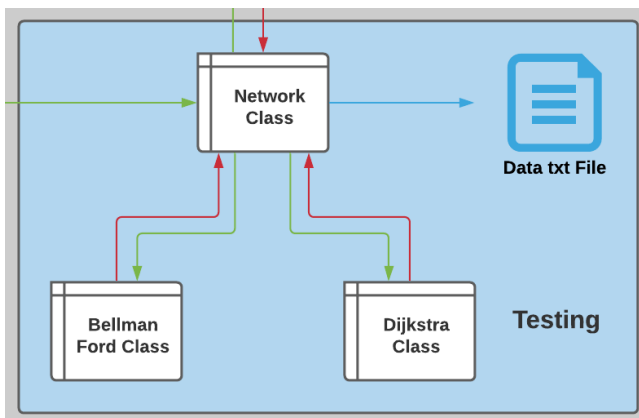 Network
Class
Data txt File
Bellman
Ford Class
Dijkstra
Class
Testing